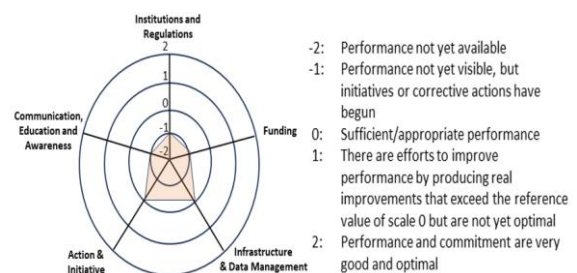 Institutions and
Regulations
2
1
0
-1
-2
Communication,
Education and
Awareness
Funding
Action &
Initiative
Infrastructure
& Data Management
-2: Performance not yet available
-1: Performance not yet visible, but
initiatives or corrective actions have
begun
0: Sufficient/appropriate performance
1: There are efforts to improve
performance by producing real
improvements that exceed the reference
value of scale 0 but are not yet optimal
2: Performance and commitment are very
good and optimal